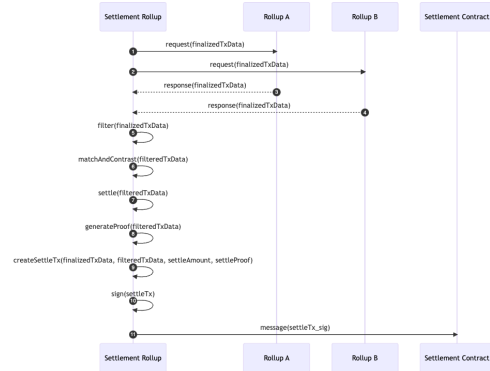 Settlement Rollup
Rollup A
Rollup B
Settlement Contract
request(finalizedTxData)
1
request(finalizedTxData)
2
response(finalizedTxData)
3
response(finalizedTxData)
4
filter(finalizedTxData)
5
matchAndContrast(filteredTxData)
6
settle(filteredTxData)
7
generateProof(filteredTxData)
8
createSettleTx(finalizedTxData, filteredTxData, settleAmount, settleProof)
9
sign(settleTx)
10
message(settleTx_sig)
11
Settlement Rollup
Rollup A
Rollup B
Settlement Contract